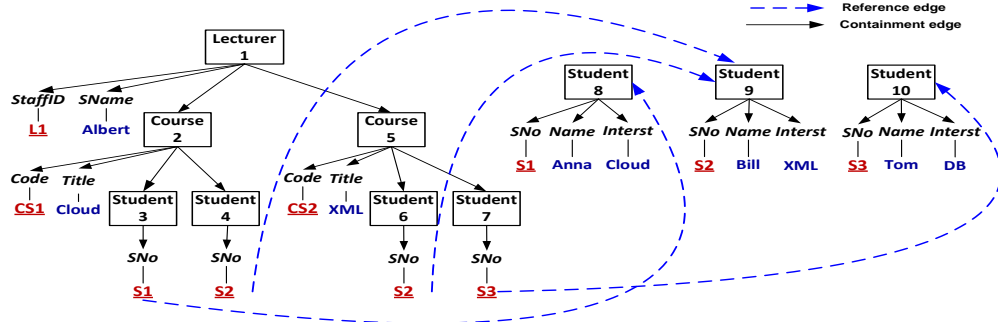 Reference edge
Containment edge
Lecturer
1
StaffID SName
L1 Albert
Course
2
Course
5
Code Title
CS1 Cloud
Student
3
Student
4
SNo SNo
S1 S2
Code Title
CS2 XML
Student
6
Student
7
SNo SNo
S2 S3
Student
8
SNo Name Interst
S1 Anna Cloud
Student
9
SNo Name Interst
S2 Bill XML
Student
10
SNo Name Interst
S3 Tom DB